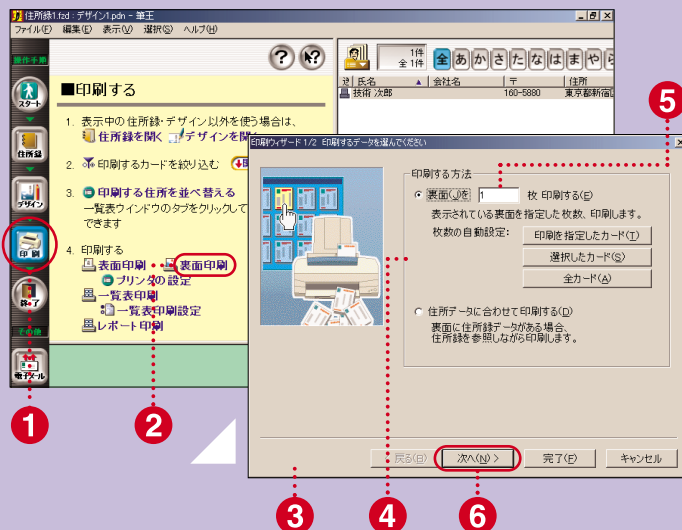 住所録1.fzd : デザイン1.pdn - 筆王
ファイル(F) 編集(E) 表示(V) 選択(S) ヘルプ(H)
操作手順
スタート
住所録
デザイン
印刷
終了
その他
電子メール
■印刷する
1. 表示中の住所録・デザイン以外を使う場合は、
住所録を開く デザインを開
2. 印刷するカードを絞り込む
3. 印刷する住所を並べ替える
一覧表ウィンドウのタブをクリックして
できます
4. 印刷する
表面印刷 裏面印刷
プリンタの設定
一覧表印刷
一覧表印刷設定
レポート印刷
1件
全 1件
全 あ か さ た な は ま や ら
氏名 ▲ 会社名 〒 住所
技術 次郎 160-5880 東京都新宿
印刷ウィザード 1/2 印刷するデータを選んでください
印刷する方法
裏面(J)を 1 枚 印刷する(E)
表示されている裏面を指定した枚数、印刷します。
枚数の自動設定: 印刷を指定したカード(T)
選択したカード(S)
全カード(A)
住所データに合わせて印刷する(D)
裏面に住所録データがある場合、
住所録を参照しながら印刷します。
戻る(B) 次へ(N) > 完了(F) キャンセル
1
2
3
4
5
6